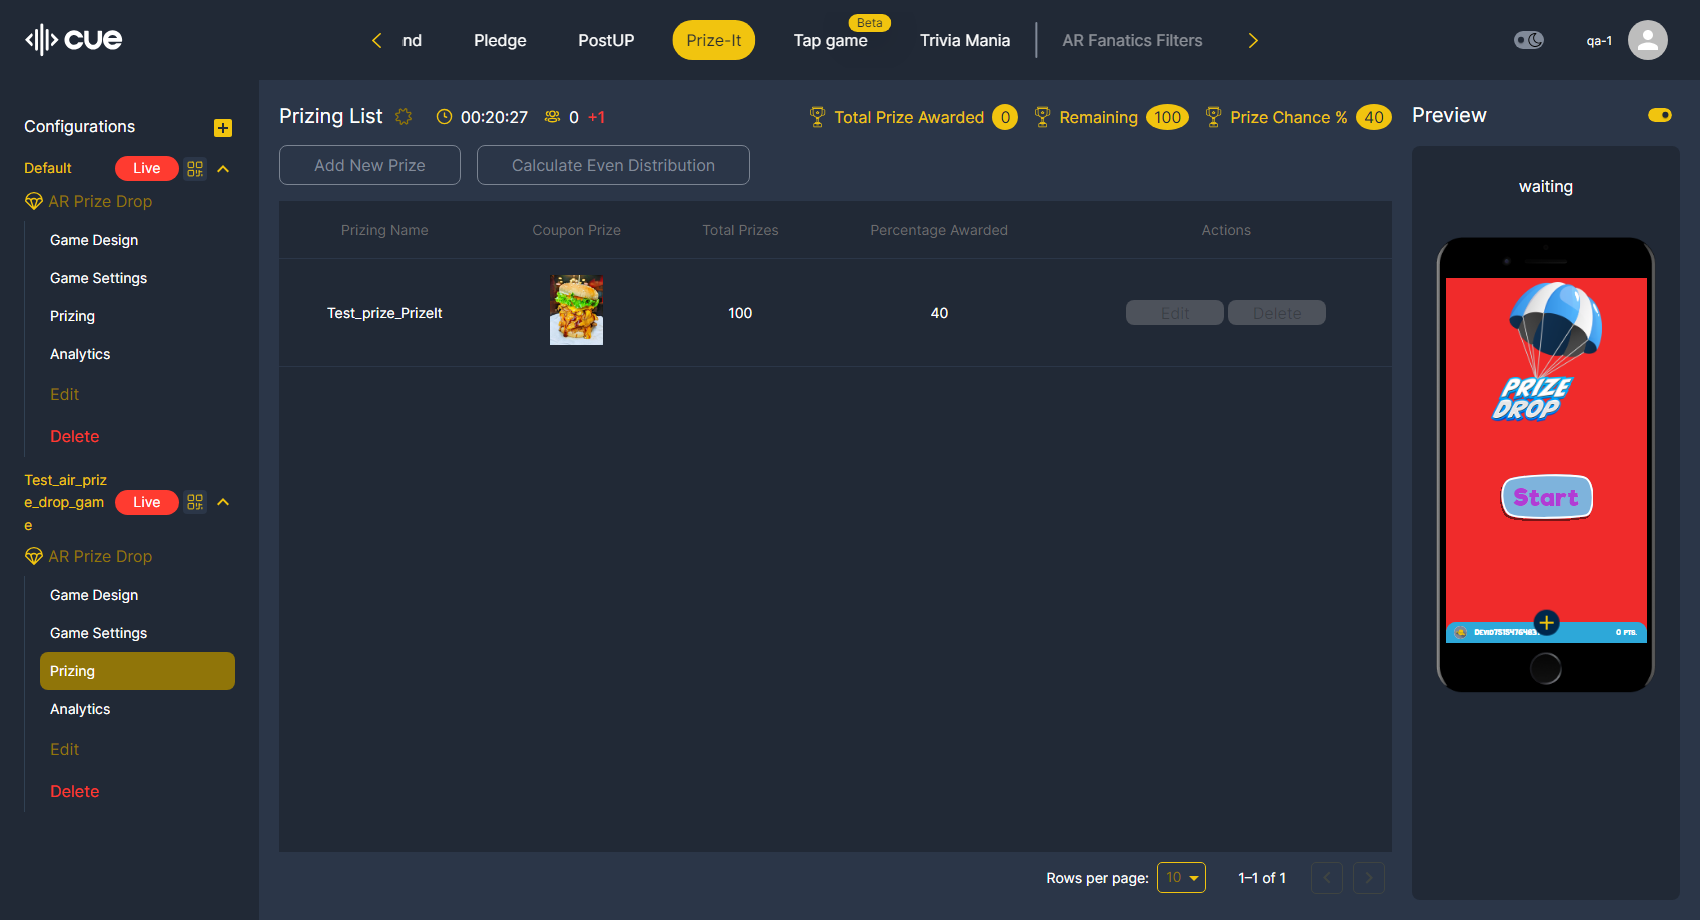 cue
nd
Pledge
PostUP
Prize-It
Beta
Tap game
Trivia Mania
AR Fanatics Filters
qa-1
Configurations
Default
Live
AR Prize Drop
Game Design
Game Settings
Prizing
Analytics
Edit
Delete
Test_air_priz
e_drop_gam
e
Live
AR Prize Drop
Game Design
Game Settings
Prizing
Analytics
Edit
Delete
Prizing List
00:20:27
0 +1
Total Prize Awarded 0
Remaining 100
Prize Chance % 40
Add New Prize
Calculate Even Distribution
Prizing Name
Coupon Prize
Total Prizes
Percentage Awarded
Actions
Test_prize_PrizeIt
100
40
Edit
Delete
Rows per page: 10
1–1 of 1
Preview
waiting
PRIZE
DROP
Start
0 PTS.